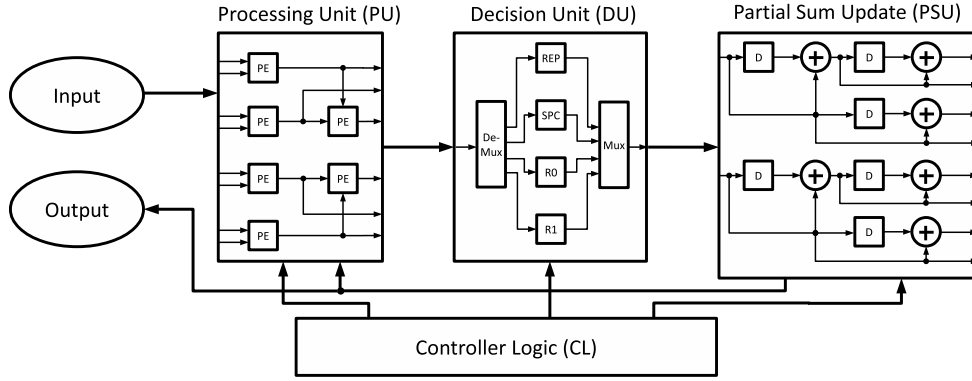 Processing Unit (PU)
Decision Unit (DU)
Partial Sum Update (PSU)
Input
Output
PE
PE
PE
PE
PE
PE
De-
Mux
REP
SPC
R0
R1
Mux
D
D
D
D
D
D
Controller Logic (CL)